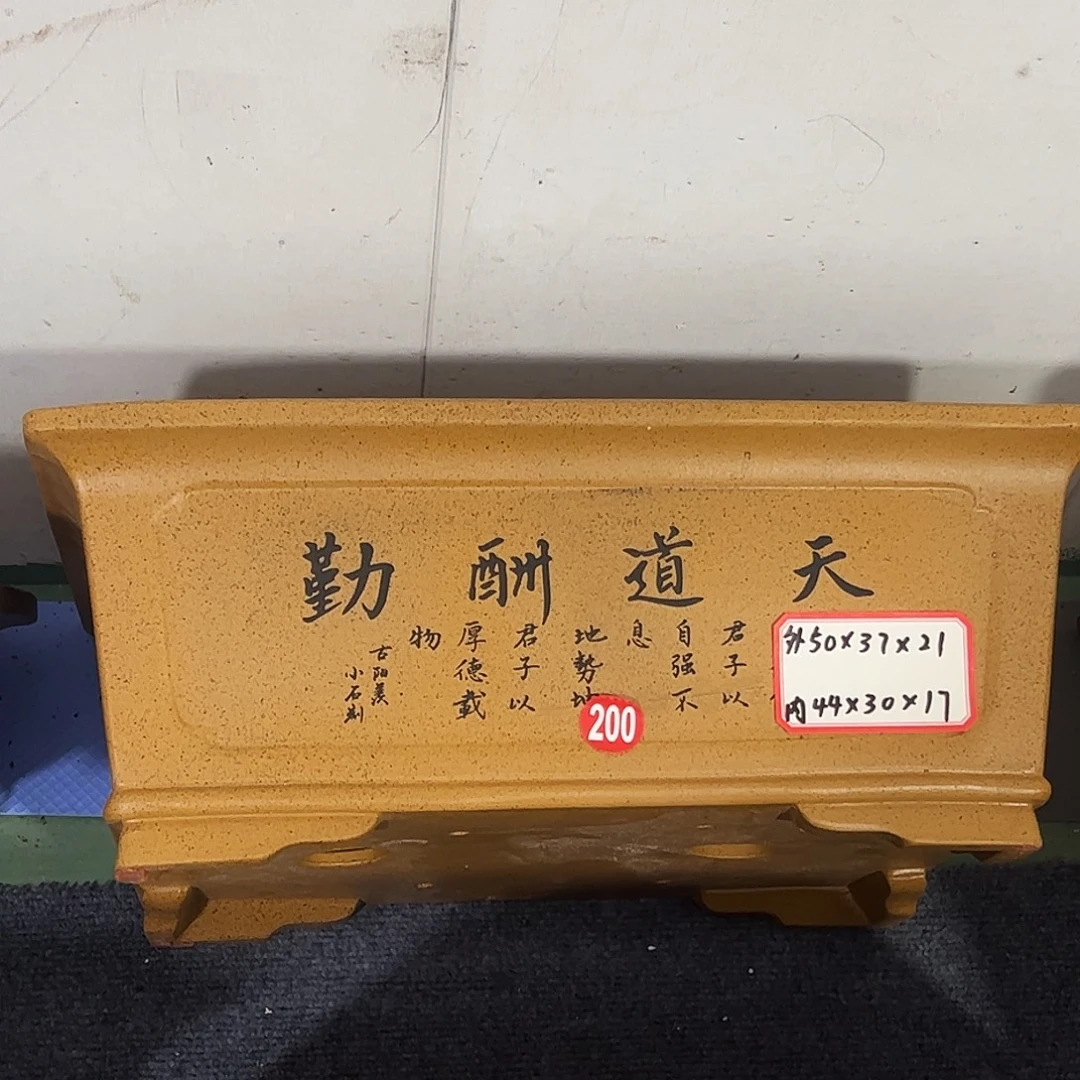 天道酬勤
君子以
自强不
息
地势坤
君子以
厚德载
物
古阳羡
小石刻
200
外50×37×21
内44×30×17